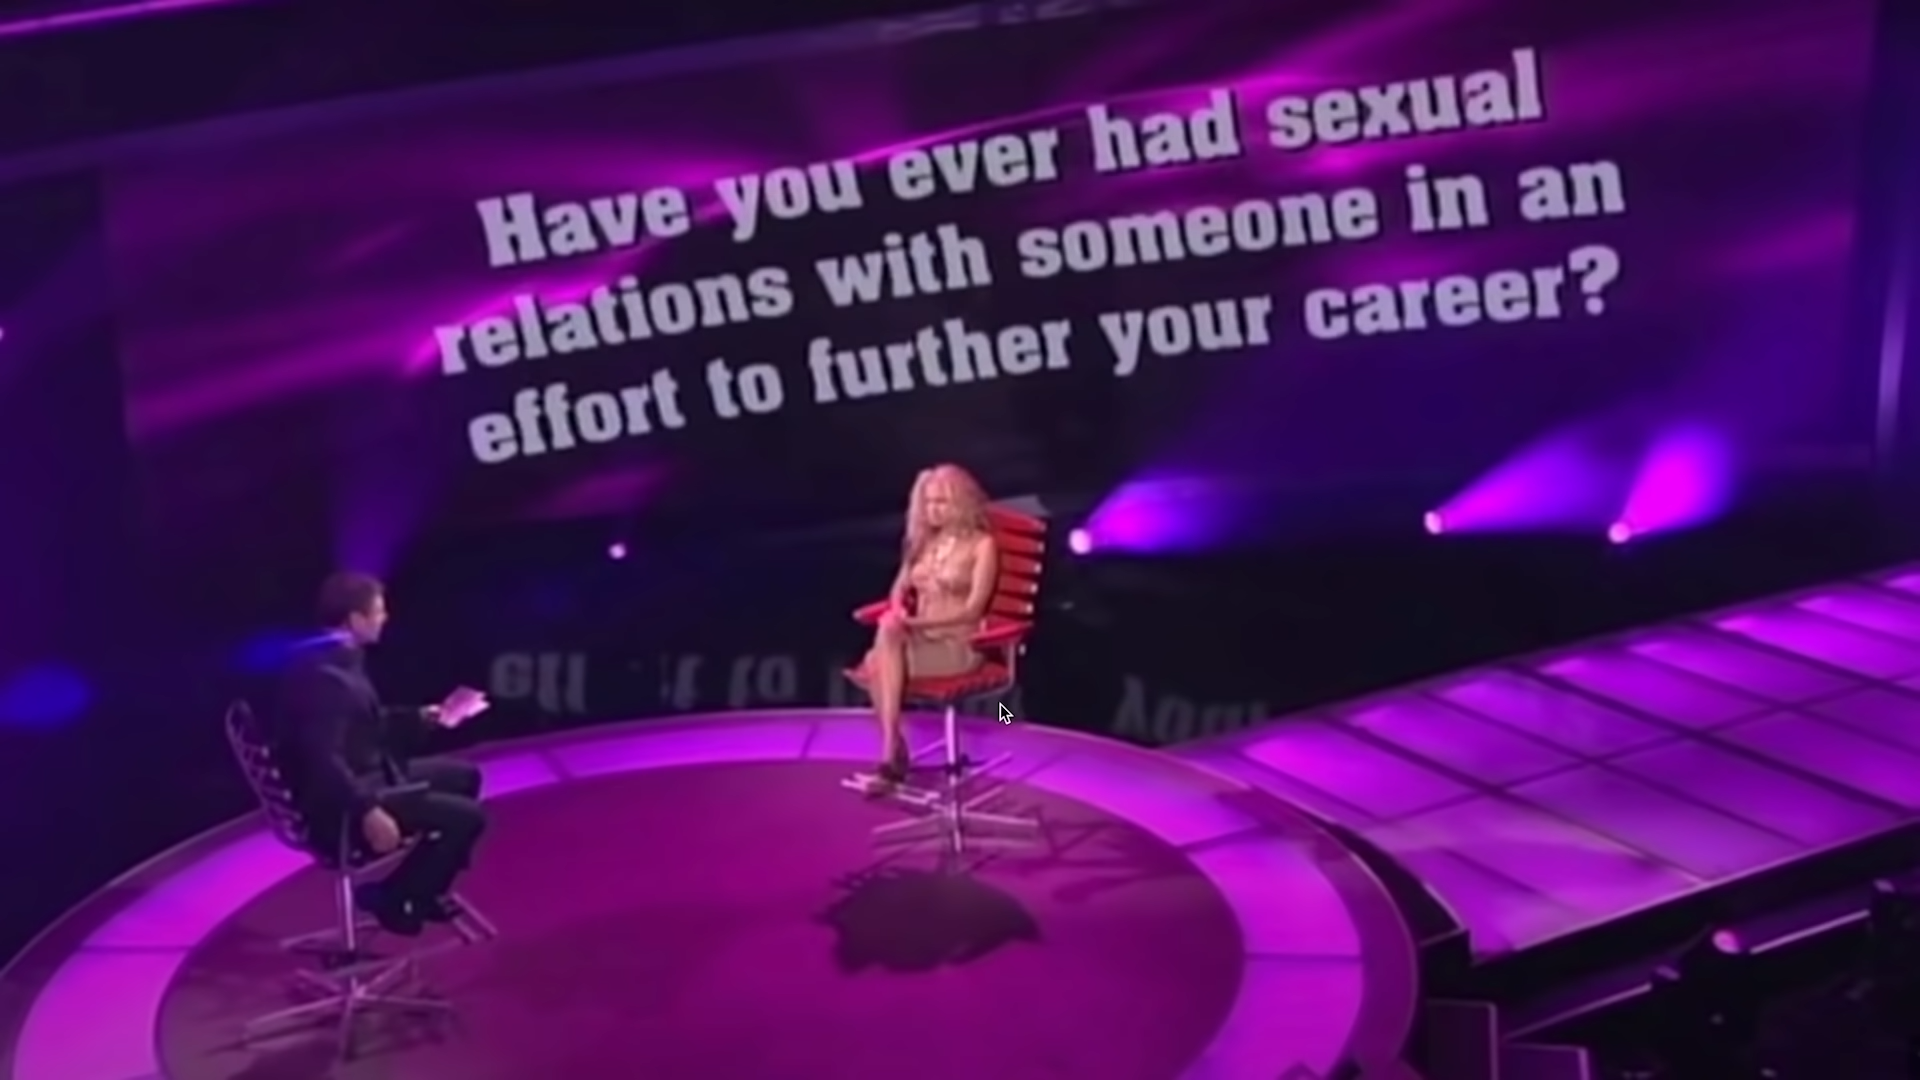 Have you ever had sexual
relations with someone in an
effort to further your career?